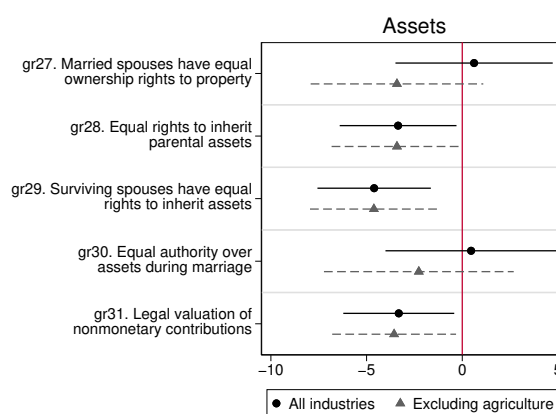 Assets
gr27. Married spouses have equal
ownership rights to property
gr28. Equal rights to inherit
parental assets
gr29. Surviving spouses have equal
rights to inherit assets
gr30. Equal authority over
assets during marriage
gr31. Legal valuation of
nonmonetary contributions
−10 −5 0 5
All industries Excluding agriculture